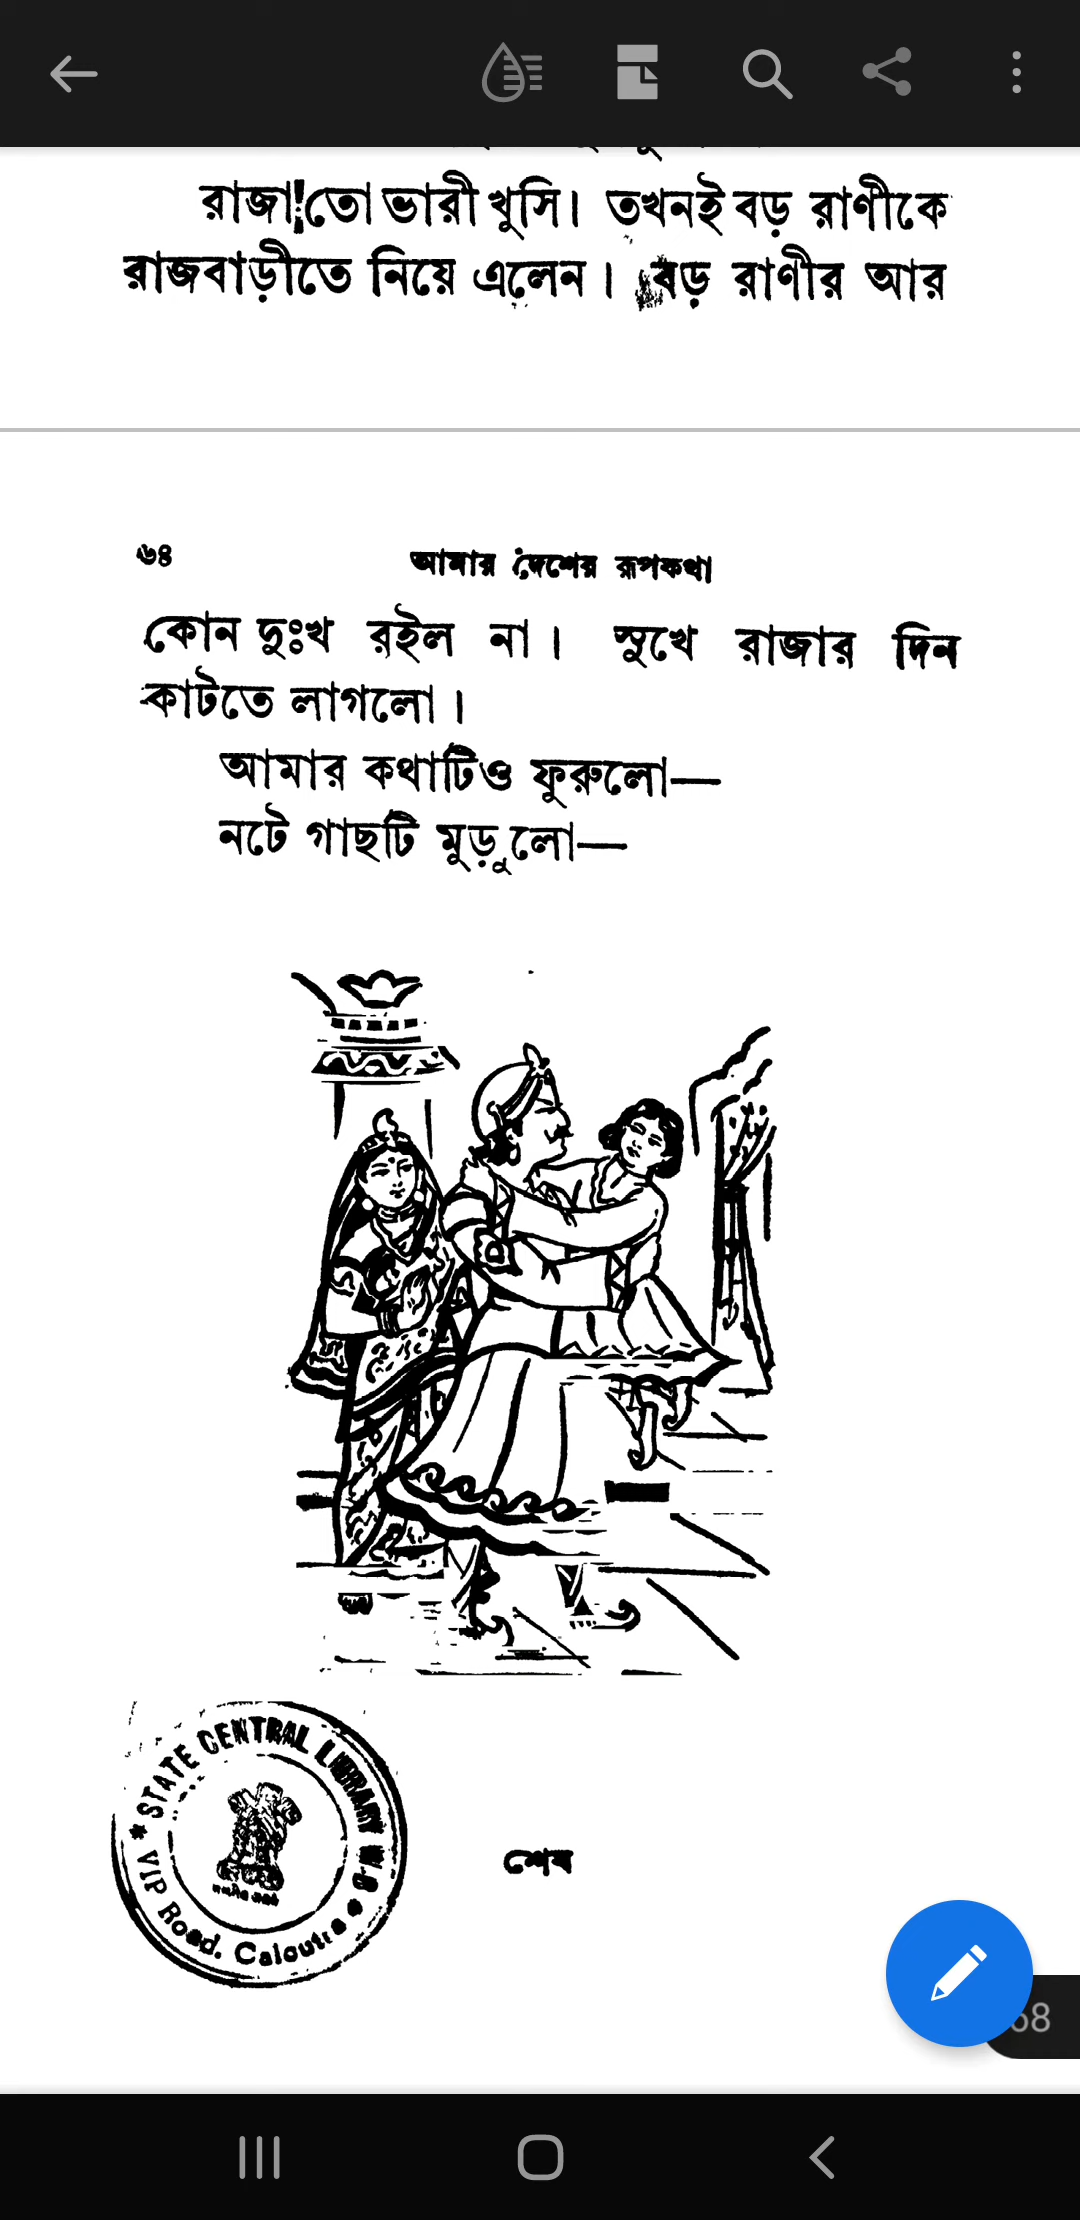 রাজা তো ভারী খুসি। তখনই বড় রাণীকে
রাজবাড়ীতে নিয়ে এলেন। বড় রাণীর আর
৬৪ আমার দেশের রূপকথা
কোন দুঃখ রইল না। সুখে রাজার দিন
কাটতে লাগলো।
আমার কথাটিও ফুরুলো—
নটে গাছটি মুড়ুলো—
* STATE CENTRAL LIBRARY
VIP Road. Calcutta
শেষ
68